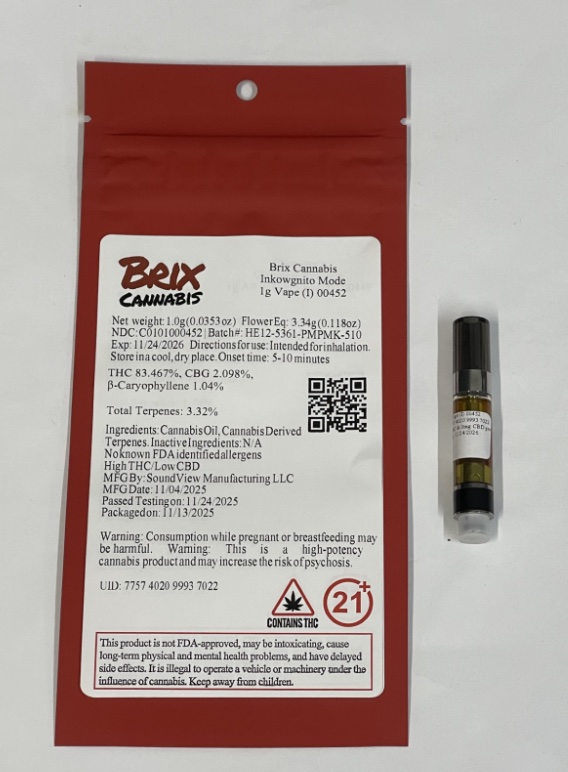 BRIX
CANNABIS
Brix Cannabis
Inkowgnito Mode
1g Vape (I) 00452
Net weight: 1.0g(0.0353oz) FlowerEq: 3.34g(0.118oz)
NDC:C0101000452 | Batch#: HE12-5361-PMPMK-510
Exp: 11/24/2026 Directions for use: Intended for inhalation.
Store in a cool, dry place. Onset time: 5-10 minutes
THC 83.467%, CBG 2.098%,
β-Caryophyllene 1.04%
Total Terpenes: 3.32%
Ingredients: Cannabis Oil, Cannabis Derived
Terpenes. Inactive Ingredients: N/A
No known FDA identified allergens
High THC/Low CBD
MFG By: SoundView Manufacturing LLC
MFG Date: 11/04/2025
Passed Testing on: 11/24/2025
Packaged on: 11/13/2025
Warning: Consumption while pregnant or breastfeeding may
be harmful. Warning: This is a high-potency
cannabis product and may increase the risk of psychosis.
UID: 7757 4020 9993 7022
CONTAINS THC
21+
This product is not FDA-approved, may be intoxicating, cause
long-term physical and mental health problems, and have delayed
side effects. It is illegal to operate a vehicle or machinery under the
influence of cannabis. Keep away from children.
00452
4020 9993 7022
CBD
/24/2026